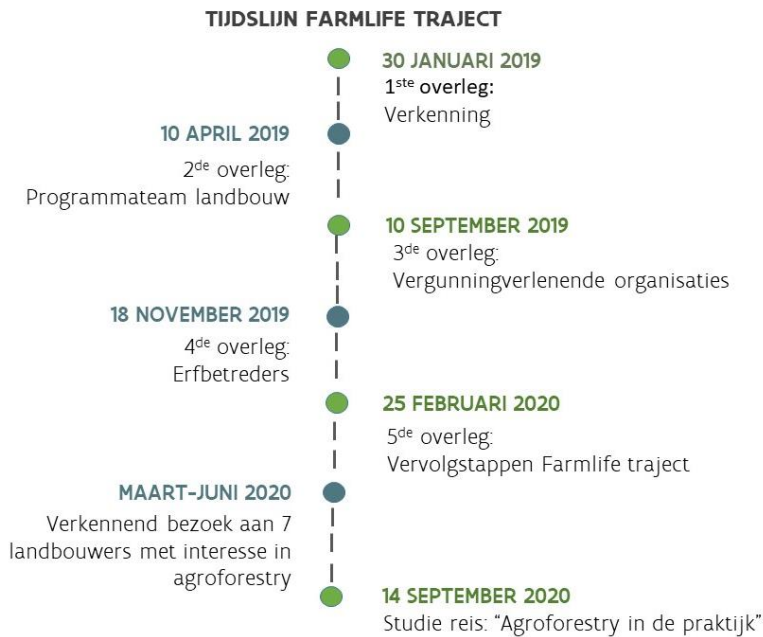 TIJDSLIJN FARMLIFE TRAJECT
30 JANUARI 2019
1ste overleg:
Verkenning
10 APRIL 2019
2de overleg:
Programmateam landbouw
10 SEPTEMBER 2019
3de overleg:
Vergunningverlenende organisaties
18 NOVEMBER 2019
4de overleg:
Erfbetreders
25 FEBRUARI 2020
5de overleg:
Vervolgstappen Farmlife traject
MAART-JUNI 2020
Verkennend bezoek aan 7
landbouwers met interesse in
agroforestry
14 SEPTEMBER 2020
Studie reis: “Agroforestry in de praktijk”